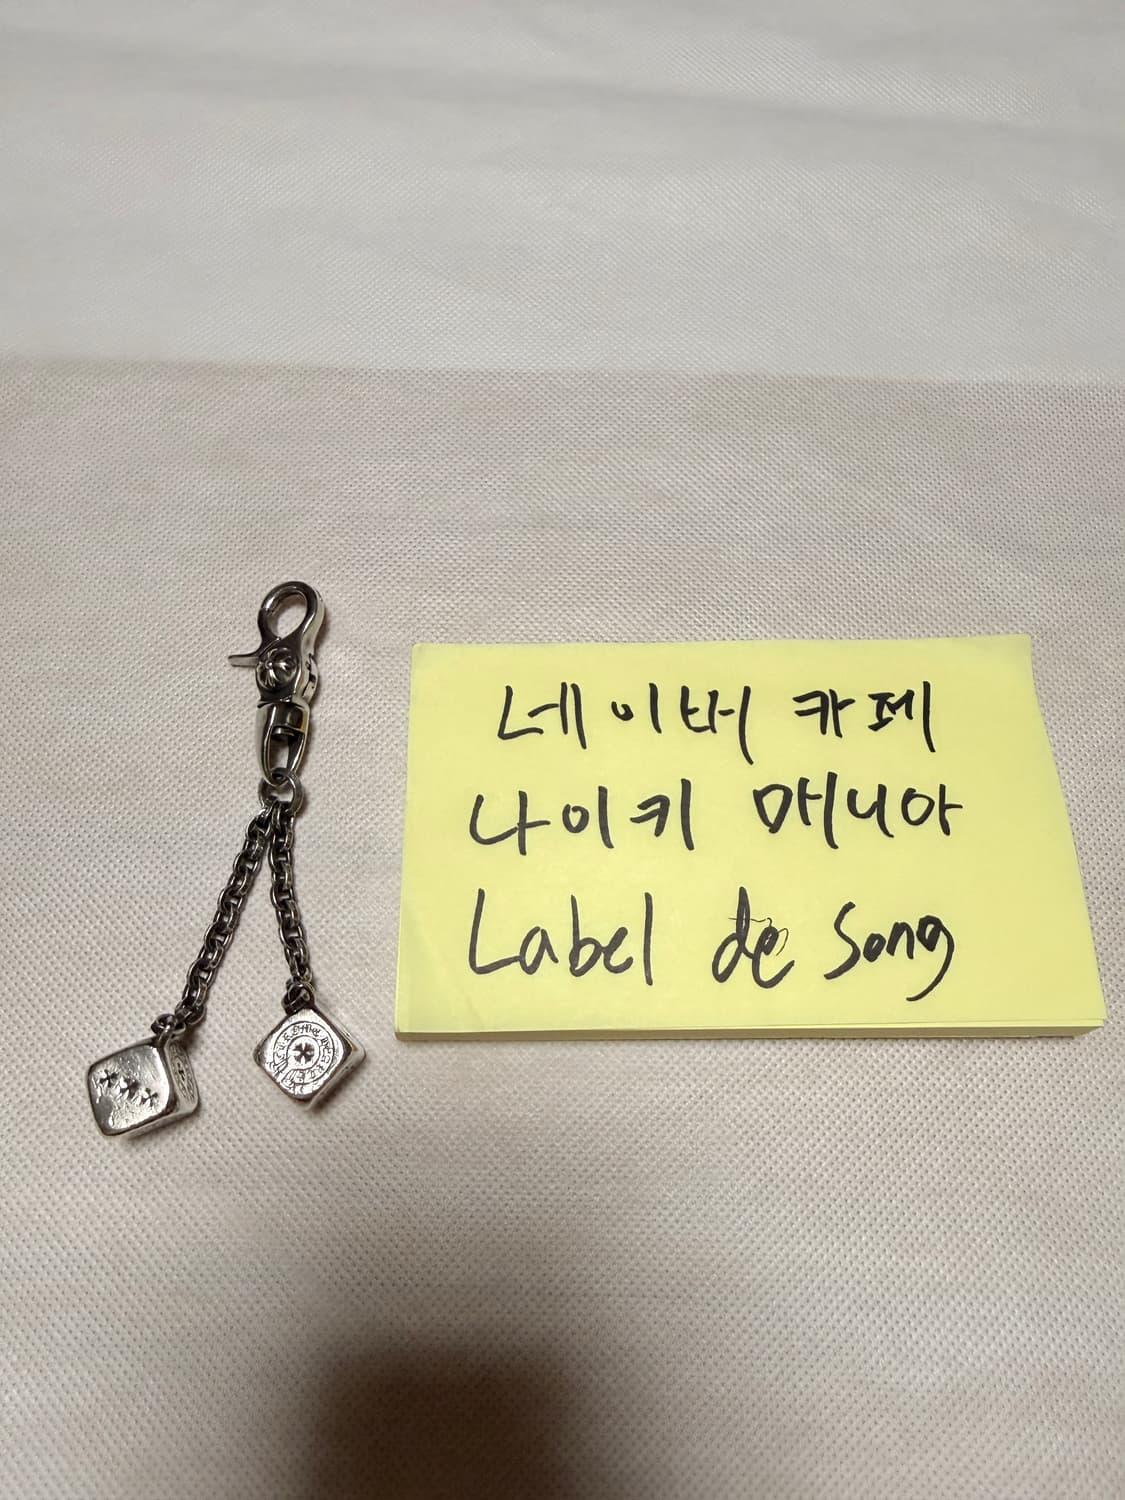 네이버 카페
나이키 매니아
Label de Song